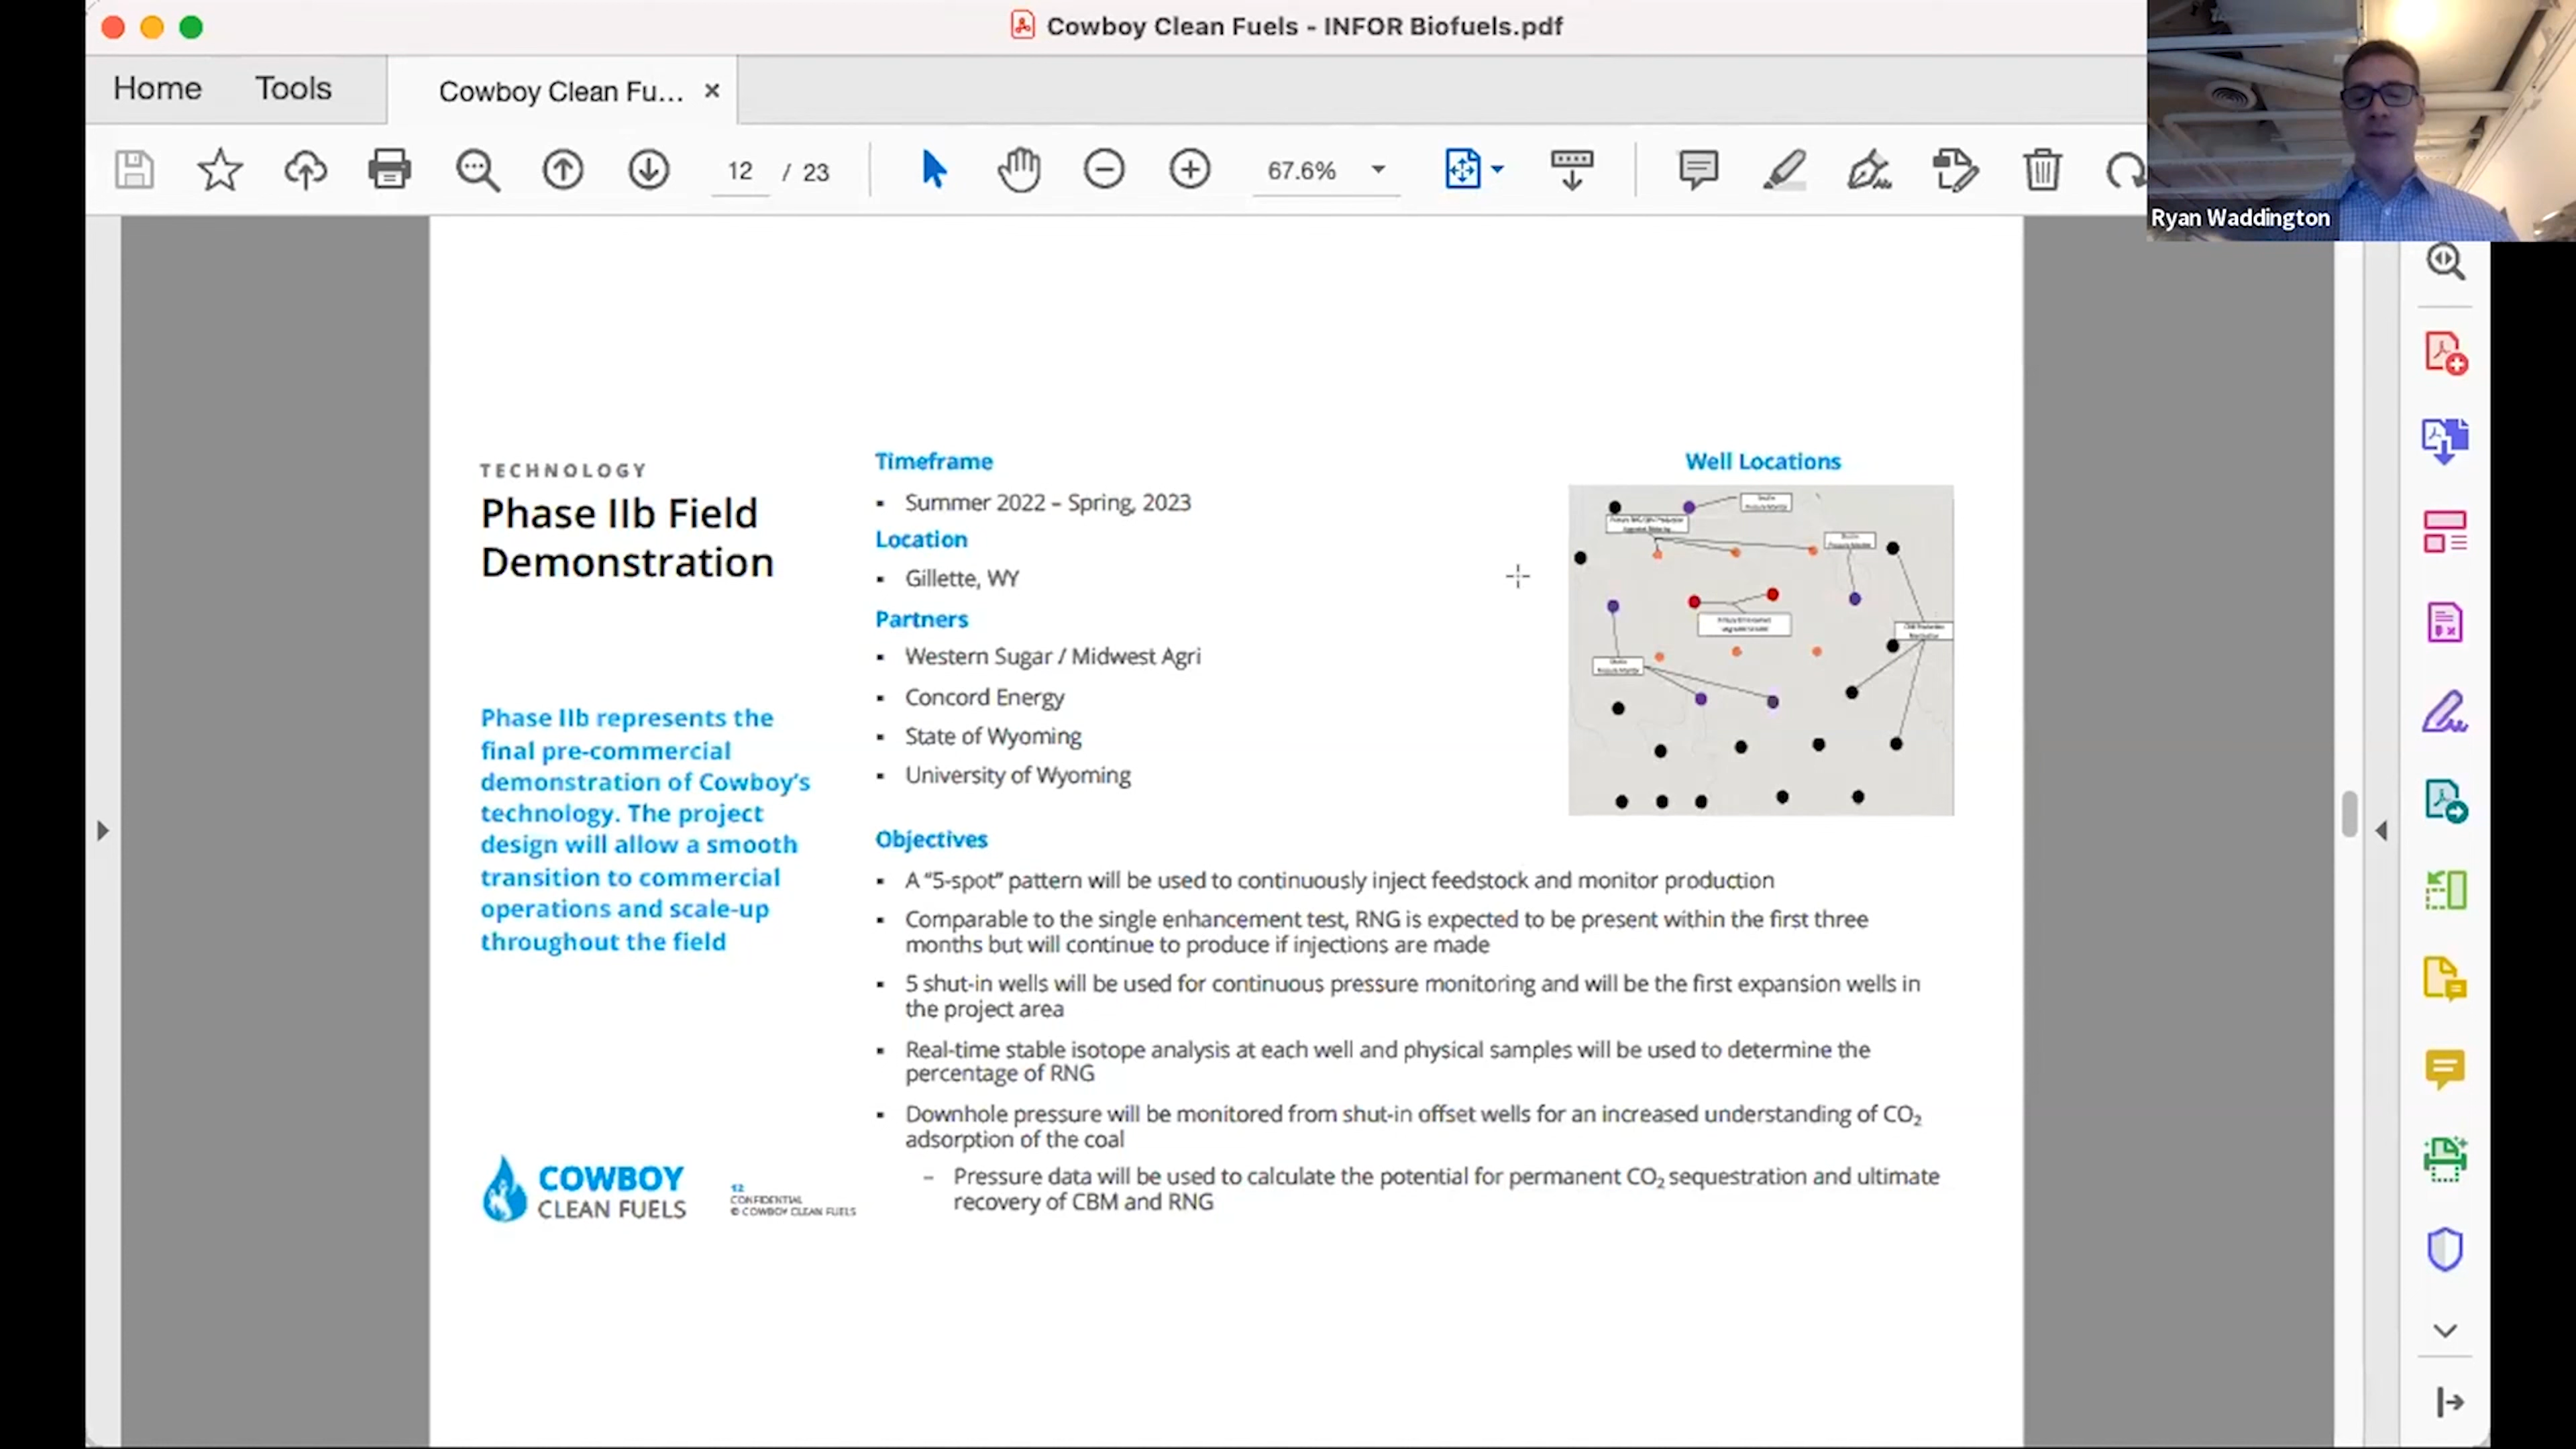 Cowboy Clean Fuels - INFOR Biofuels.pdf
Home
Tools
Cowboy Clean Fu...
12 / 23
67.6%
Ryan Waddington
TECHNOLOGY
Phase IIb Field
Demonstration
Phase IIb represents the
final pre-commercial
demonstration of Cowboy's
technology. The project
design will allow a smooth
transition to commercial
operations and scale-up
throughout the field
Timeframe
▪ Summer 2022 – Spring, 2023
Location
▪ Gillette, WY
Partners
▪ Western Sugar / Midwest Agri
▪ Concord Energy
▪ State of Wyoming
▪ University of Wyoming
Well Locations
Objectives
▪ A “5-spot” pattern will be used to continuously inject feedstock and monitor production
▪ Comparable to the single enhancement test, RNG is expected to be present within the first three
months but will continue to produce if injections are made
▪ 5 shut-in wells will be used for continuous pressure monitoring and will be the first expansion wells in
the project area
▪ Real-time stable isotope analysis at each well and physical samples will be used to determine the
percentage of RNG
▪ Downhole pressure will be monitored from shut-in offset wells for an increased understanding of CO₂
adsorption of the coal
– Pressure data will be used to calculate the potential for permanent CO₂ sequestration and ultimate
recovery of CBM and RNG
COWBOY
CLEAN FUELS
12
CONFIDENTIAL
© COWBOY CLEAN FUELS